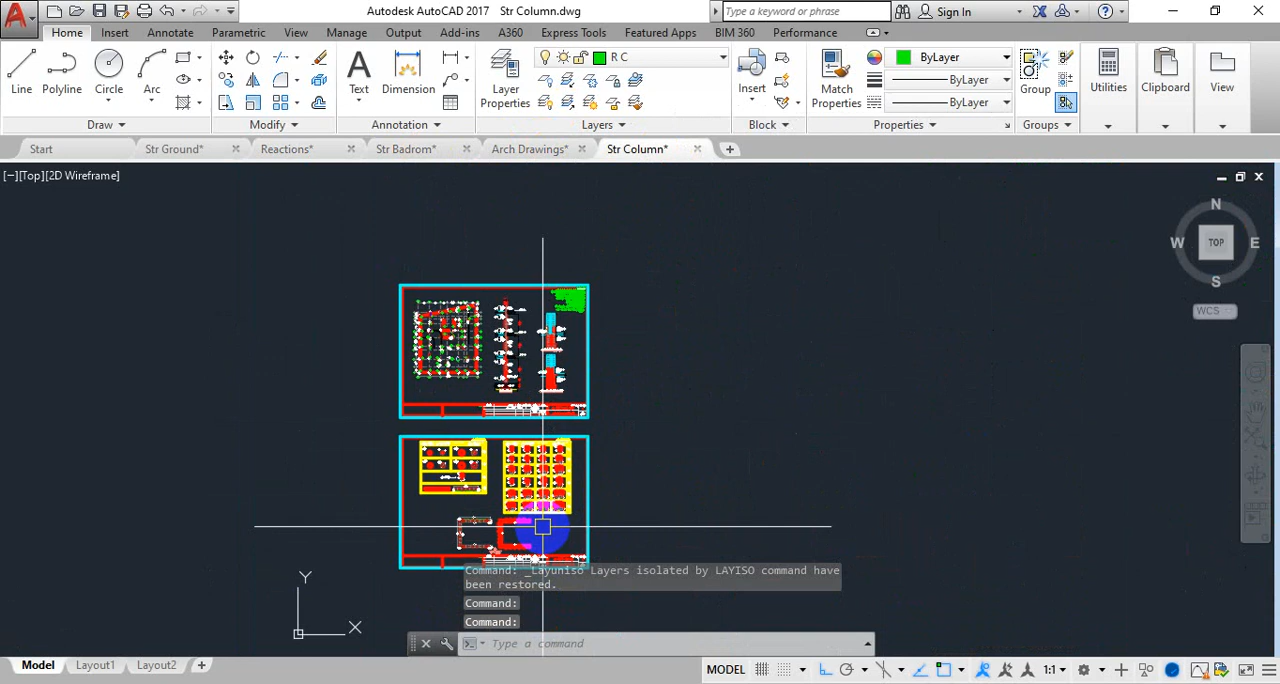 Autodesk AutoCAD 2017 Str Column.dwg
Type a keyword or phrase
Sign In
Home Insert Annotate Parametric View Manage Output Add-ins A360 Express Tools Featured Apps BIM 360 Performance
Line Polyline Circle Arc
Text Dimension
Layer Properties
R C
Insert
Match Properties
ByLayer
ByLayer
ByLayer
Group
Utilities
Clipboard
View
Draw Modify Annotation Layers Block Properties Groups
Start Str Ground* Reactions* Str Badrom* Arch Drawings* Str Column*
[−][Top][2D Wireframe]
N
W TOP E
S
WCS
Y
X
Command: _Layuniso Layers isolated by LAYISO command have
been restored.
Command:
Command:
Type a command
Model Layout1 Layout2
MODEL 1:1